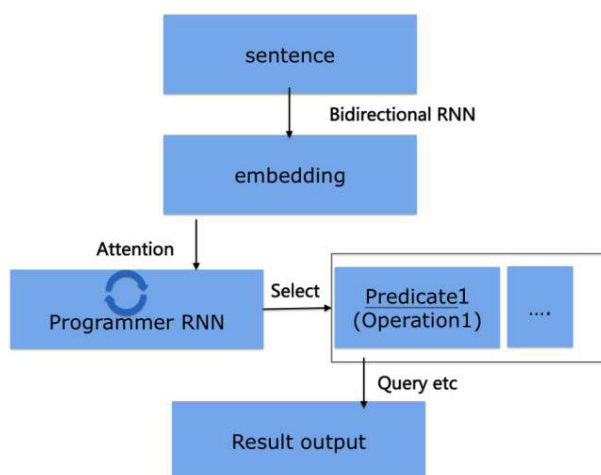 sentence
Bidirectional RNN
embedding
Attention
Programmer RNN
Select
Predicate1
(Operation1)
....
Query etc
Result output